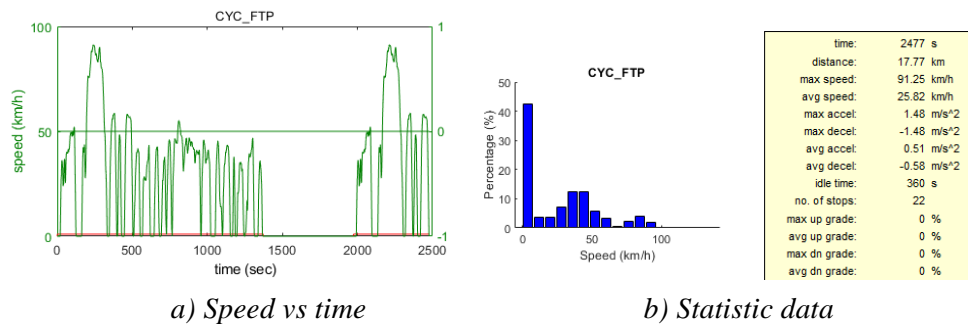 CYC_FTP
100
50
0
speed (km/h)
1
0
-1
0 500 1000 1500 2000 2500
time (sec)
a) Speed vs time
CYC_FTP
50
40
30
20
10
0
Percentage (%)
0 50 100
Speed (km/h)
time: 2477 s
distance: 17.77 km
max speed: 91.25 km/h
avg speed: 25.82 km/h
max accel: 1.48 m/s^2
max decel: -1.48 m/s^2
avg accel: 0.51 m/s^2
avg decel: -0.58 m/s^2
idle time: 360 s
no. of stops: 22
max up grade: 0 %
avg up grade: 0 %
max dn grade: 0 %
avg dn grade: 0 %
b) Statistic data